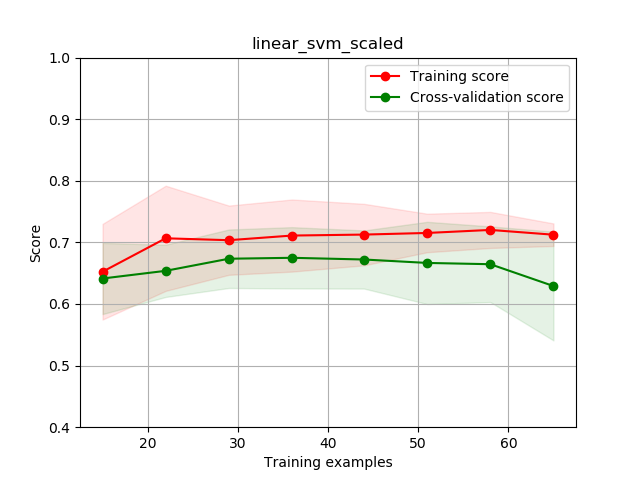 linear_svm_scaled
1.0
0.9
0.8
0.7
0.6
0.5
0.4
Score
Training score
Cross-validation score
20
30
40
50
60
Training examples